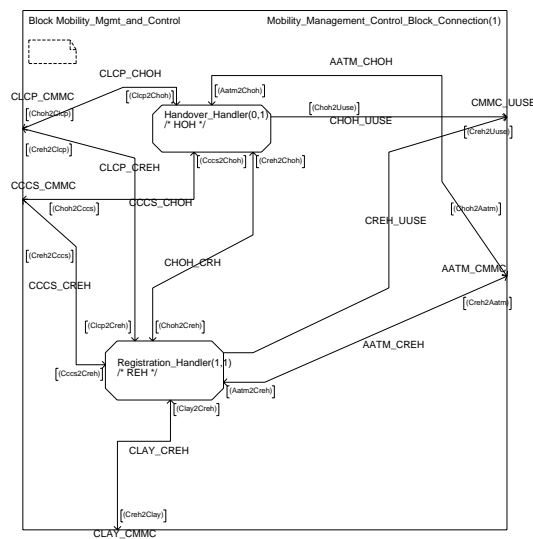 Block Mobility_Mgmt_and_Control
Mobility_Management_Control_Block_Connection(1)
AATM_CHOH
CLCP_CHOH
[(Clcp2Choh)]
[(Aatm2Choh)]
CLCP_CMMC
[(Choh2Clcp)]
[(Choh2Uuse)]
CMMC_UUSE
Handover_Handler(0,1)
/* HOH */
CHOH_UUSE
[(Creh2Uuse)]
[(Creh2Clcp)]
[(Cccs2Choh)]
[(Creh2Choh)]
CLCP_CREH
CCCS_CMMC
CCCS_CHOH
[(Choh2Cccs)]
[(Choh2Aatm)]
CREH_UUSE
[(Creh2Cccs)]
CHOH_CRH
AATM_CMMC
CCCS_CREH
[(Creh2Aatm)]
[(Clcp2Creh)]
[(Choh2Creh)]
AATM_CREH
Registration_Handler(1,1)
/* REH */
[(Cccs2Creh)]
[(Aatm2Creh)]
[(Clay2Creh)]
CLAY_CREH
[(Creh2Clay)]
CLAY_CMMC